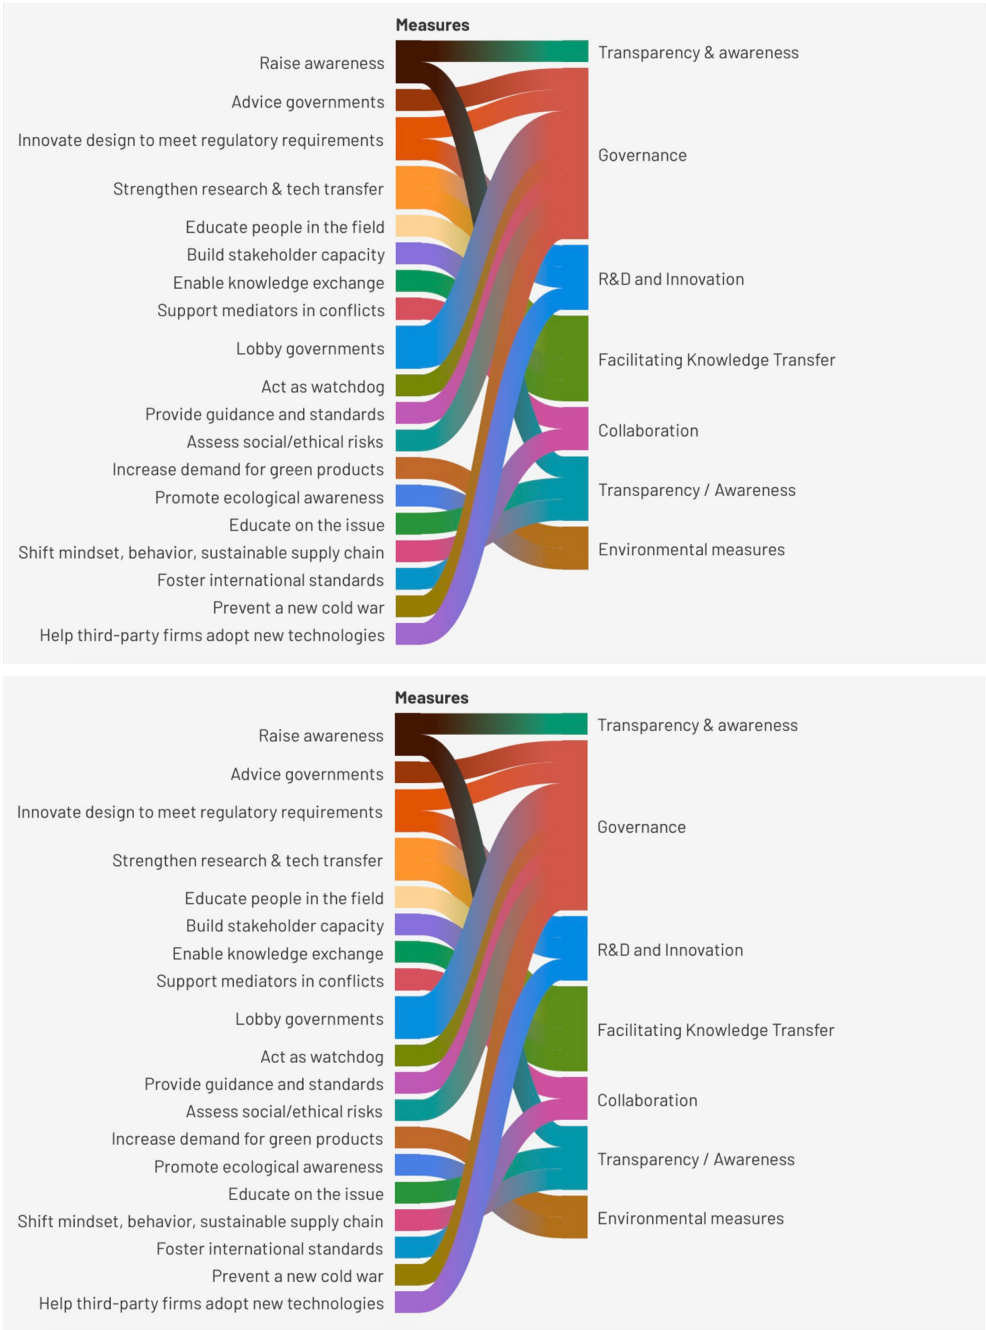 Measures
Raise awareness
Transparency & awareness
Advice governments
Innovate design to meet regulatory requirements
Governance
Strengthen research & tech transfer
Educate people in the field
Build stakeholder capacity
R&D and Innovation
Enable knowledge exchange
Support mediators in conflicts
Lobby governments
Facilitating Knowledge Transfer
Act as watchdog
Provide guidance and standards
Collaboration
Assess social/ethical risks
Increase demand for green products
Transparency / Awareness
Promote ecological awareness
Educate on the issue
Environmental measures
Shift mindset, behavior, sustainable supply chain
Foster international standards
Prevent a new cold war
Help third-party firms adopt new technologies
Measures
Raise awareness
Transparency & awareness
Advice governments
Innovate design to meet regulatory requirements
Governance
Strengthen research & tech transfer
Educate people in the field
Build stakeholder capacity
R&D and Innovation
Enable knowledge exchange
Support mediators in conflicts
Lobby governments
Facilitating Knowledge Transfer
Act as watchdog
Provide guidance and standards
Collaboration
Assess social/ethical risks
Increase demand for green products
Transparency / Awareness
Promote ecological awareness
Educate on the issue
Environmental measures
Shift mindset, behavior, sustainable supply chain
Foster international standards
Prevent a new cold war
Help third-party firms adopt new technologies